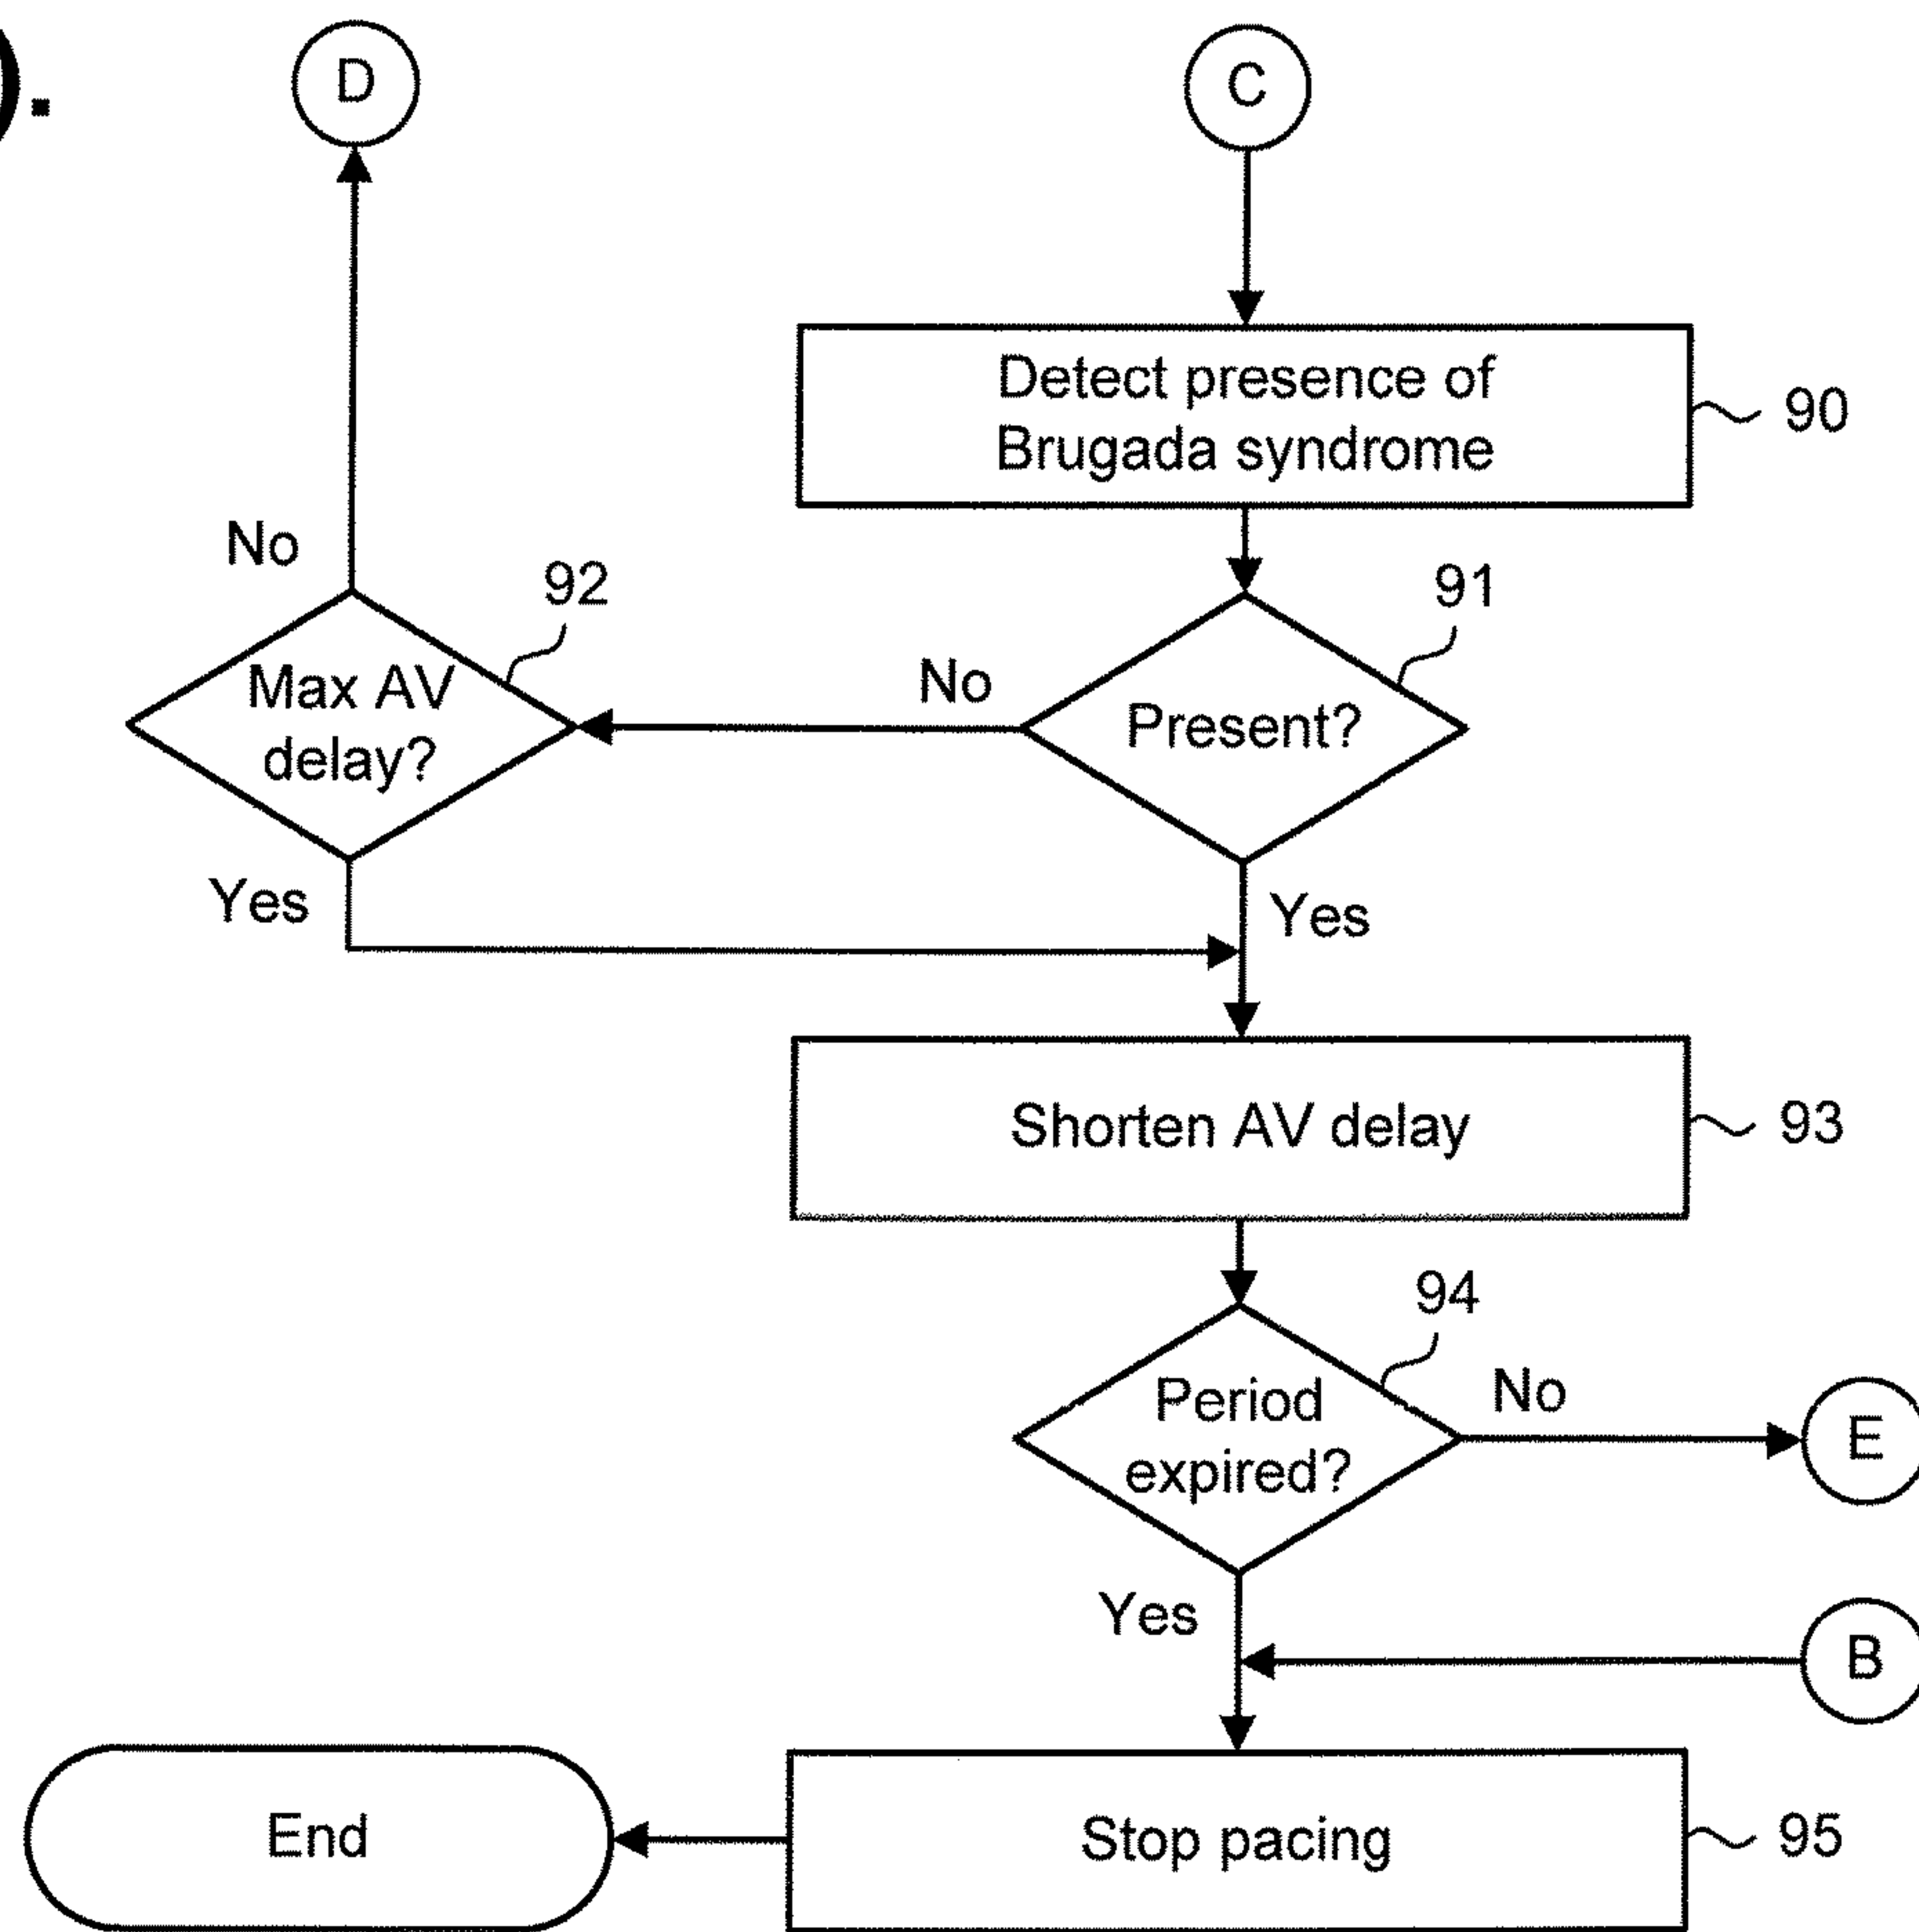 ).
D
C
Detect presence of
Brugada syndrome
90
No
92
91
Max AV
delay?
No
Present?
Yes
Yes
Shorten AV delay
93
94
Period
expired?
No
E
Yes
B
End
Stop pacing
95